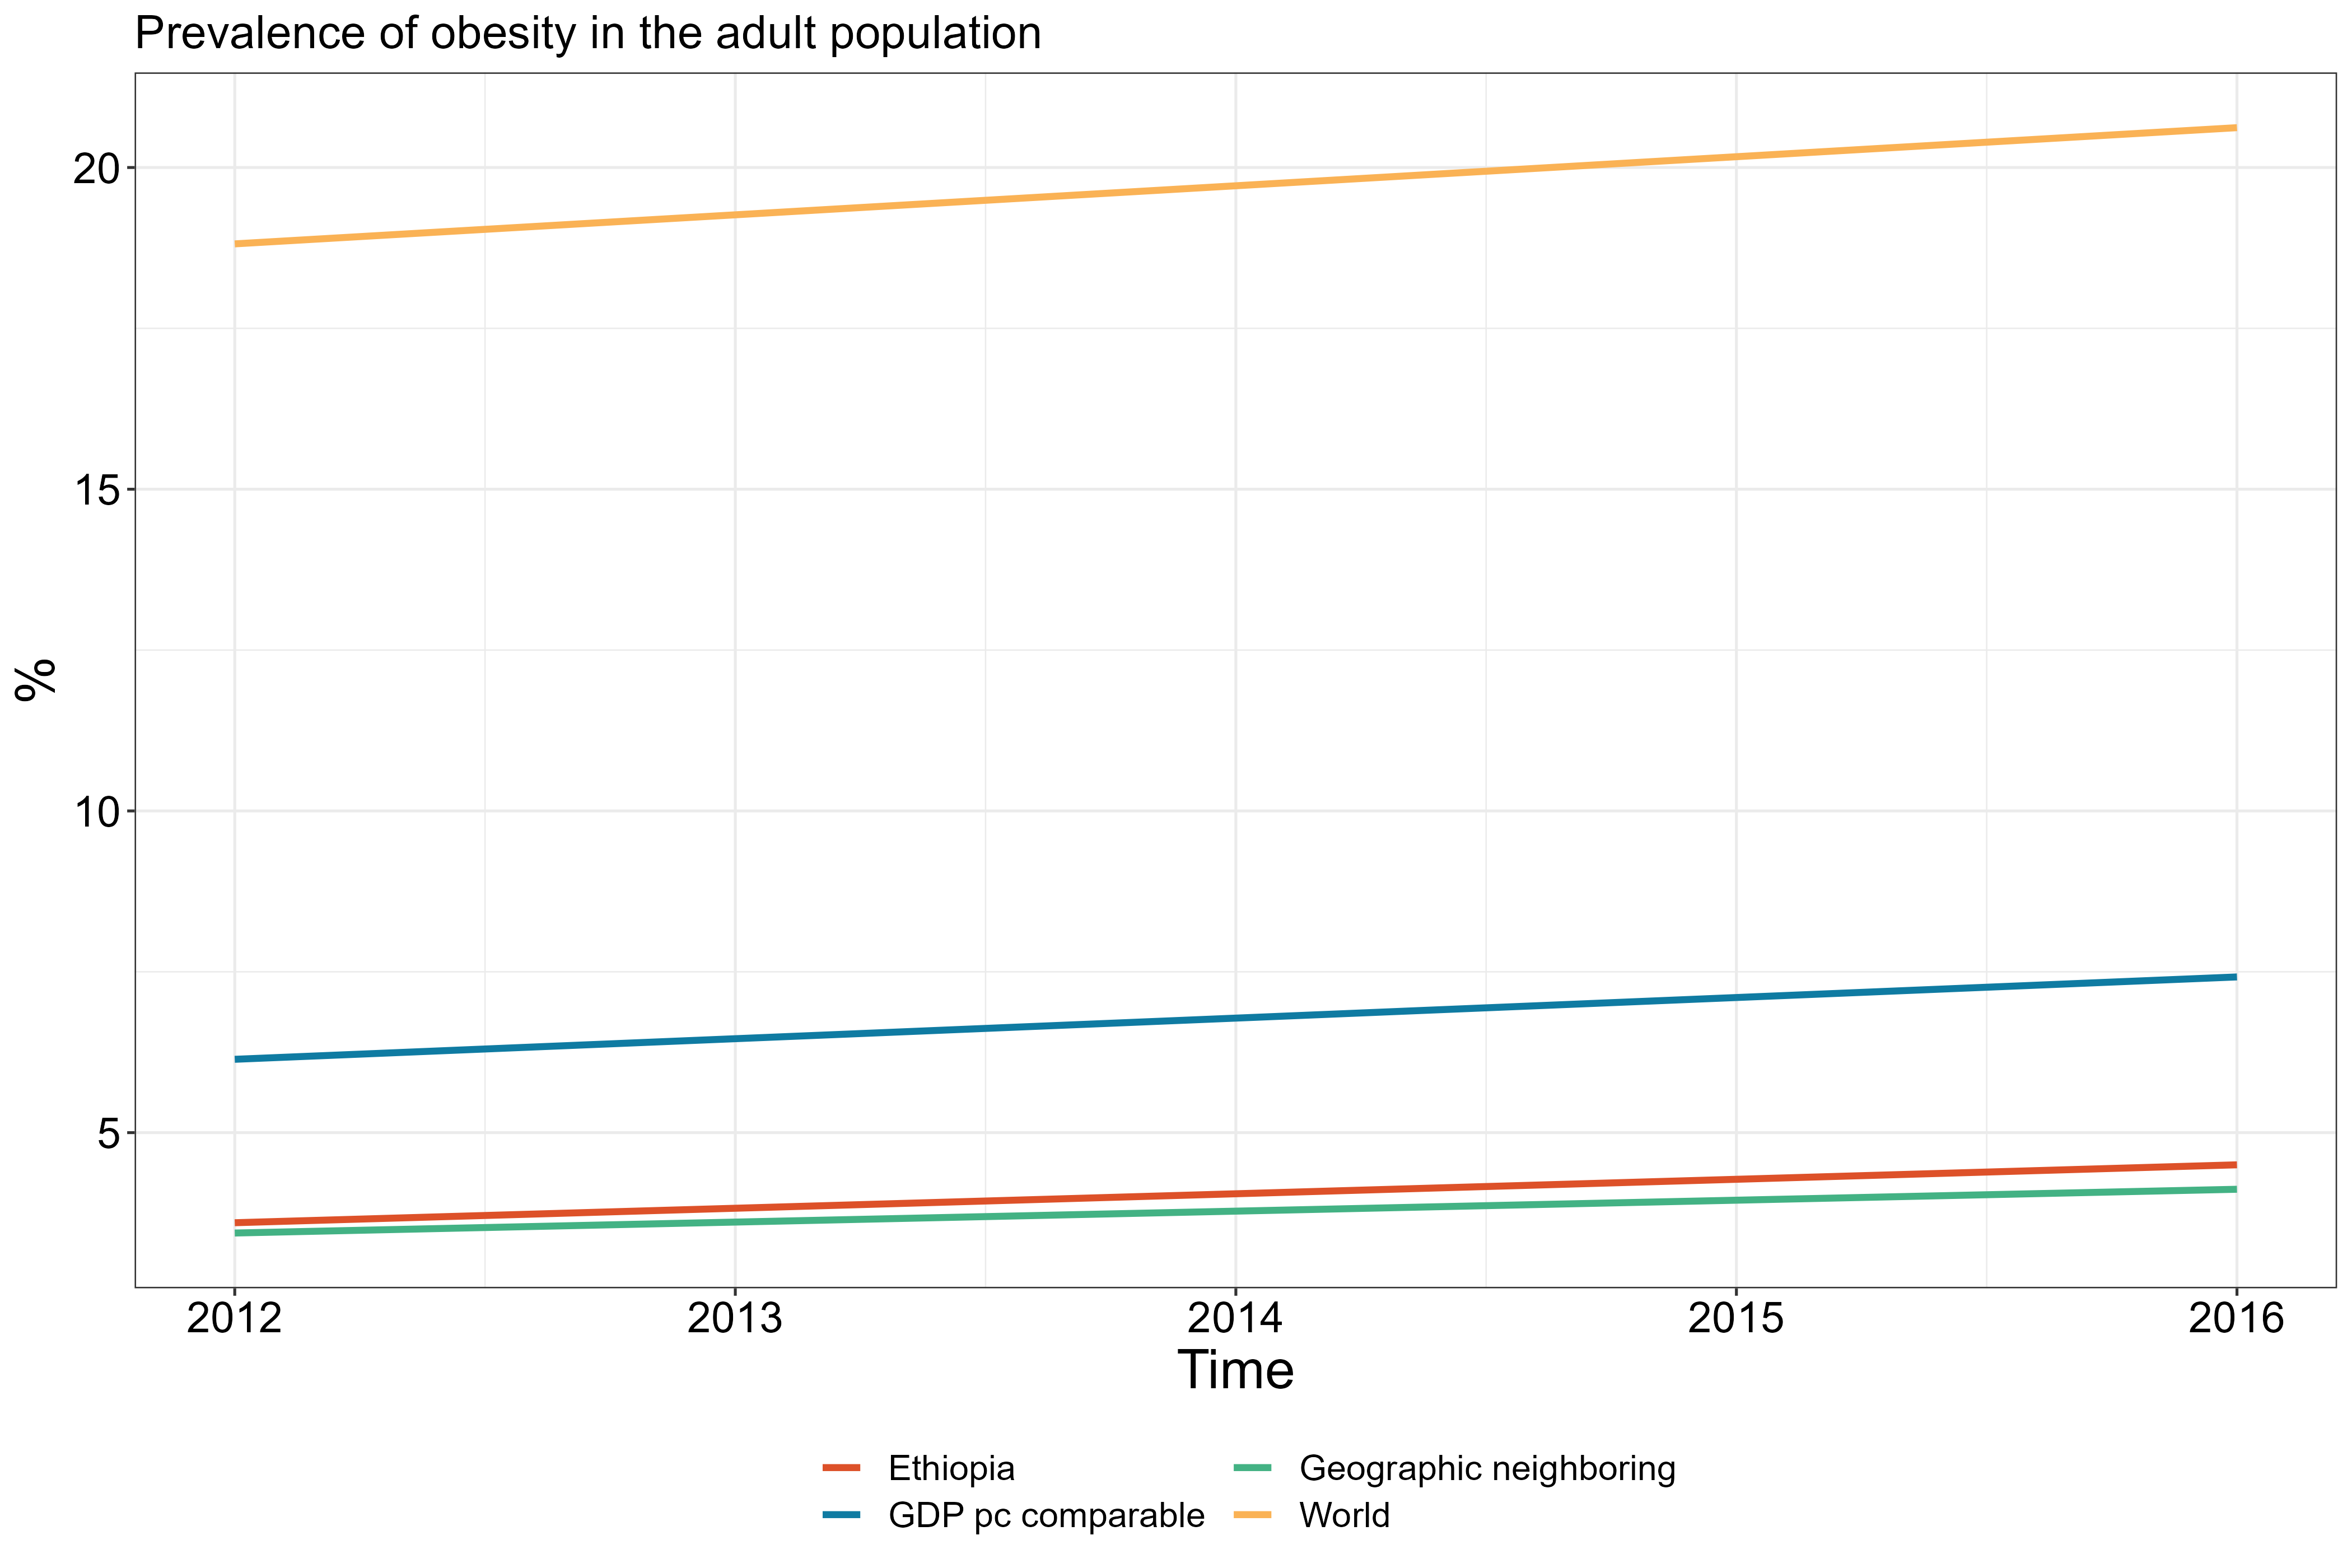 Prevalence of obesity in the adult population
20
15
10
5
%
2012 2013 2014 2015 2016
Time
Ethiopia Geographic neighboring
GDP pc comparable World